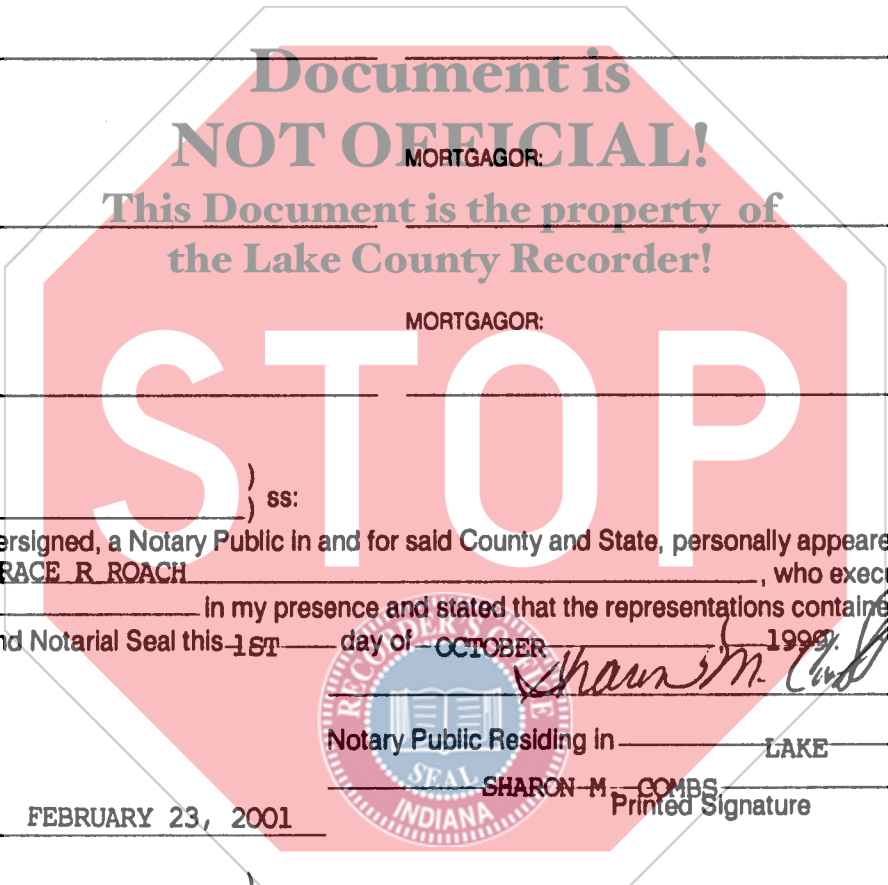 Document is
NOT OFFICIAL!
MORTGAGOR:
This Document is the property of
the Lake County Recorder!
MORTGAGOR:
STOP
)
) ss:
ersigned, a Notary Public in and for said County and State, personally appeare
RACE R ROACH, who exec
in my presence and stated that the representations containe
nd Notarial Seal this 1ST day of OCTOBER 1999.
Sharon M. Combs
RECORDER'S OFFICE
Notary Public Residing in LAKE
SEAL
SHARON M COMBS
INDIANA
Printed Signature
FEBRUARY 23, 2001